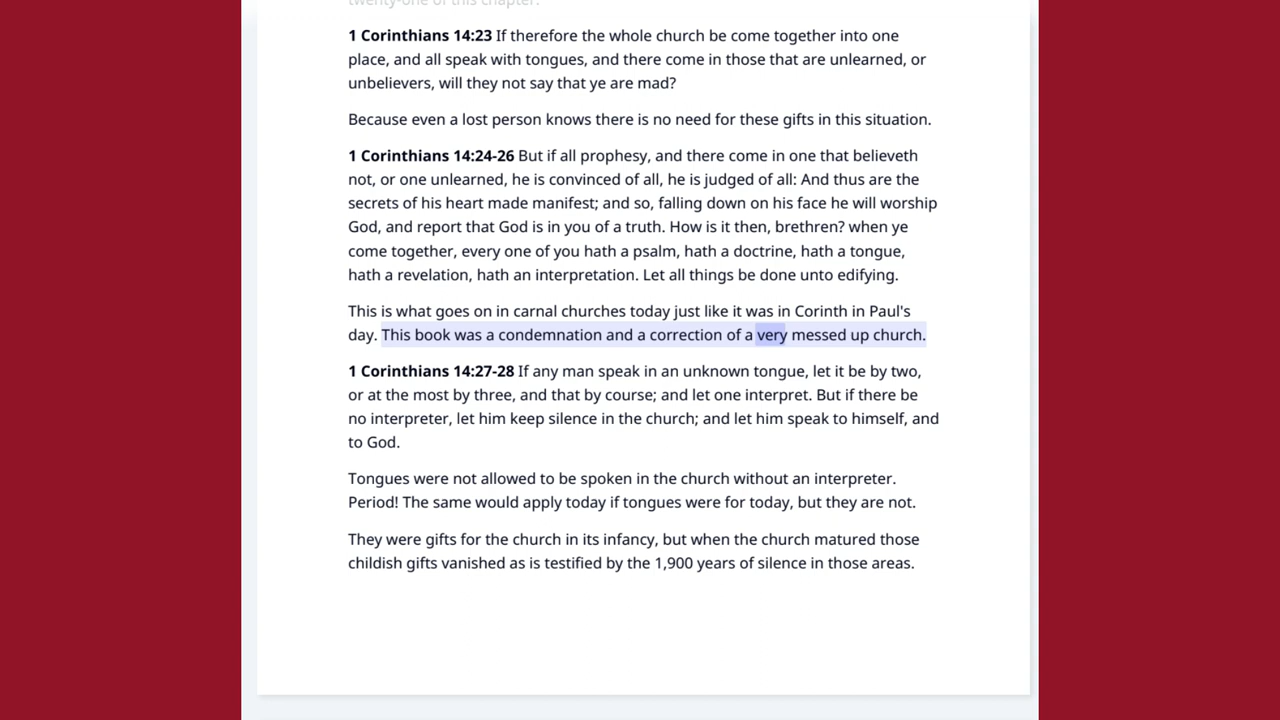 twenty-one of this chapter.
1 Corinthians 14:23 If therefore the whole church be come together into one
place, and all speak with tongues, and there come in those that are unlearned, or
unbelievers, will they not say that ye are mad?
Because even a lost person knows there is no need for these gifts in this situation.
1 Corinthians 14:24-26 But if all prophesy, and there come in one that believeth
not, or one unlearned, he is convinced of all, he is judged of all: And thus are the
secrets of his heart made manifest; and so, falling down on his face he will worship
God, and report that God is in you of a truth. How is it then, brethren? when ye
come together, every one of you hath a psalm, hath a doctrine, hath a tongue,
hath a revelation, hath an interpretation. Let all things be done unto edifying.
This is what goes on in carnal churches today just like it was in Corinth in Paul's
day. This book was a condemnation and a correction of a very messed up church.
1 Corinthians 14:27-28 If any man speak in an unknown tongue, let it be by two,
or at the most by three, and that by course; and let one interpret. But if there be
no interpreter, let him keep silence in the church; and let him speak to himself, and
to God.
Tongues were not allowed to be spoken in the church without an interpreter.
Period! The same would apply today if tongues were for today, but they are not.
They were gifts for the church in its infancy, but when the church matured those
childish gifts vanished as is testified by the 1,900 years of silence in those areas.